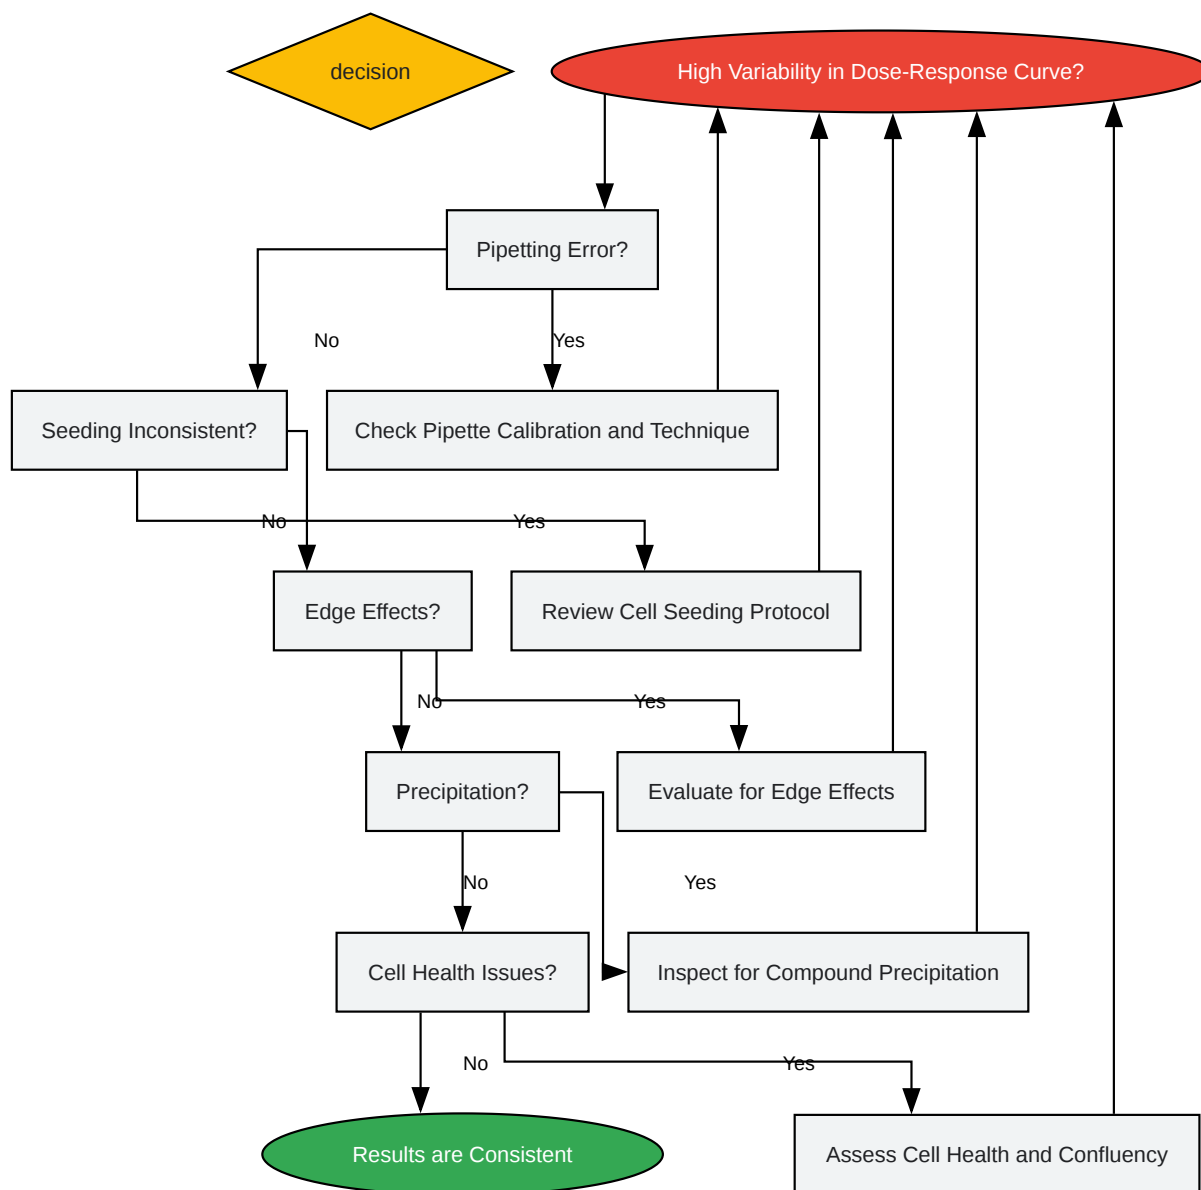 decision
High Variability in Dose-Response Curve?
Pipetting Error?
No
Yes
Seeding Inconsistent?
Check Pipette Calibration and Technique
No
Yes
Edge Effects?
Review Cell Seeding Protocol
No
Yes
Precipitation?
Evaluate for Edge Effects
No
Yes
Cell Health Issues?
Inspect for Compound Precipitation
No
Yes
Results are Consistent
Assess Cell Health and Confluency